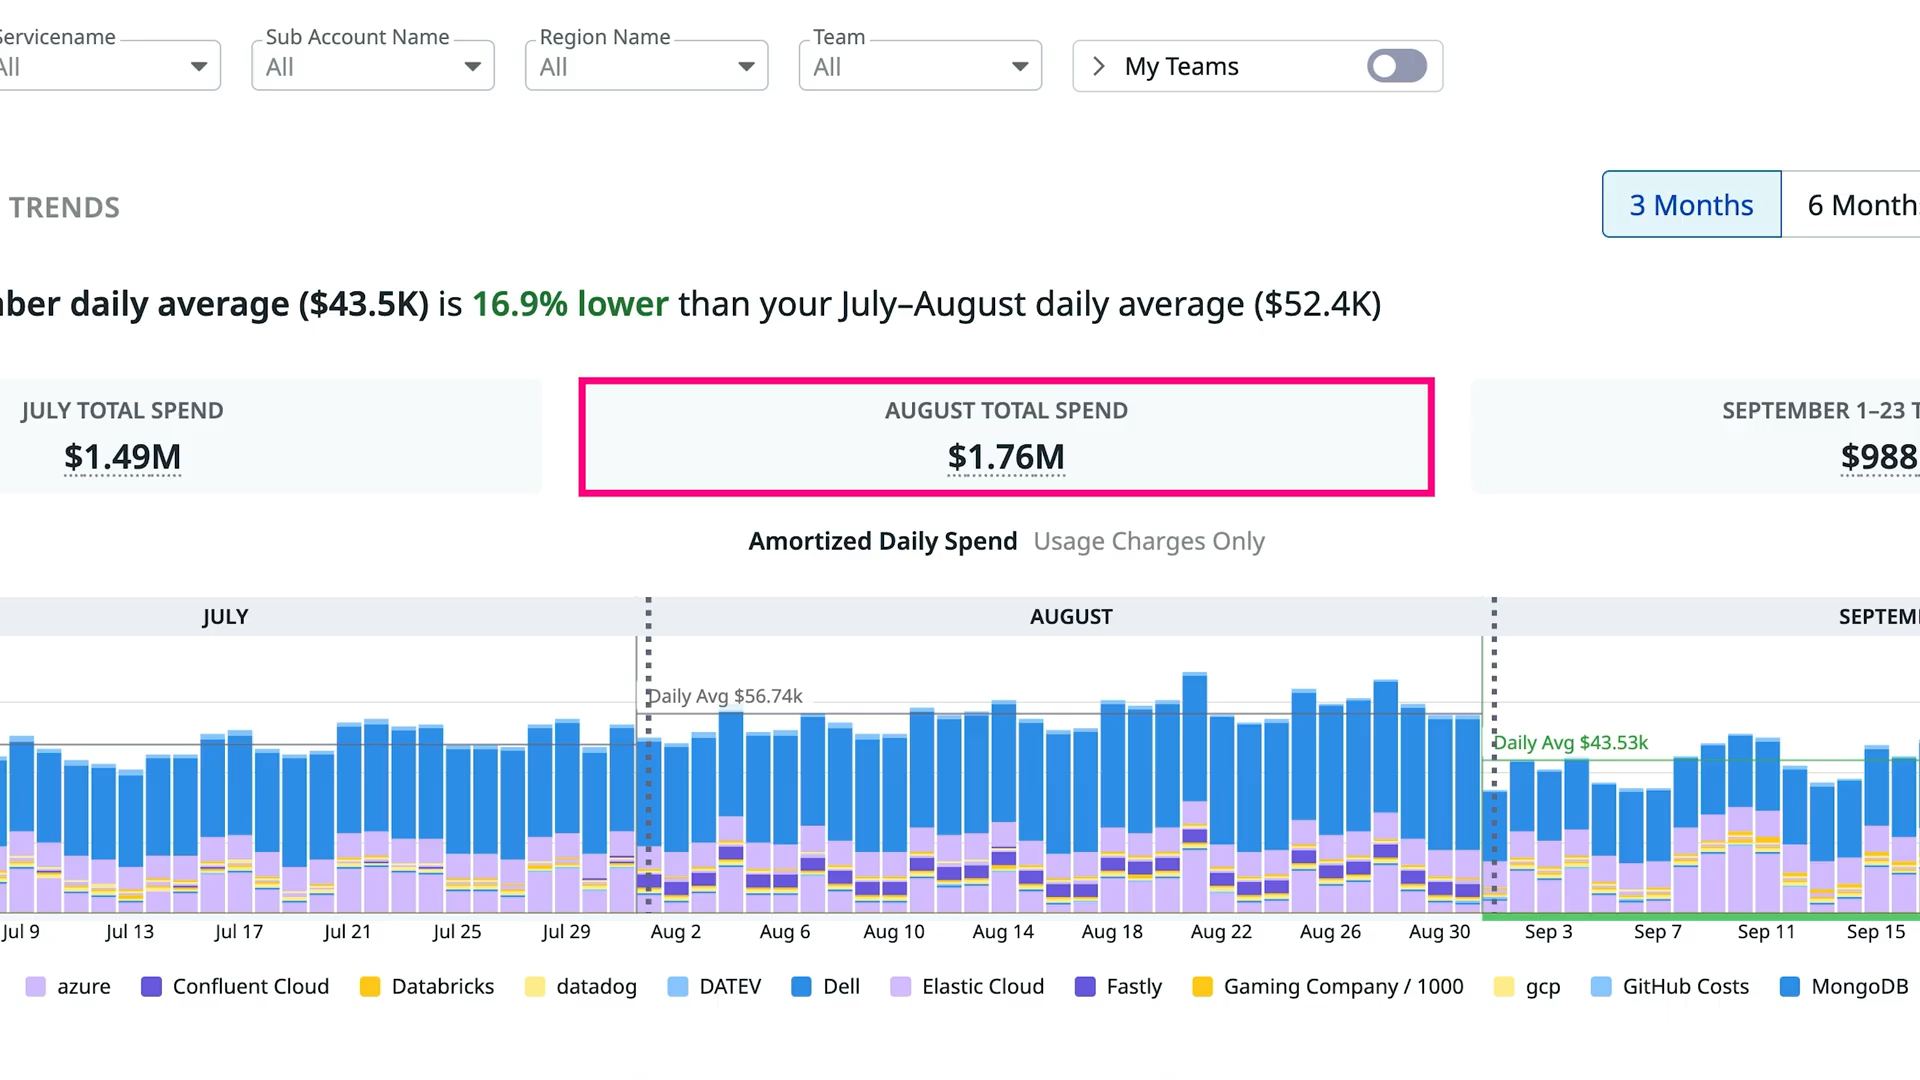 Servicename
Sub Account Name
Region Name
Team
All
All
All
All
My Teams
TRENDS
3 Months
6 Month
daily average ($43.5K) is 16.9% lower than your July–August daily average ($52.4K)
JULY TOTAL SPEND
$1.49M
AUGUST TOTAL SPEND
$1.76M
SEPTEMBER 1–23
$988
Amortized Daily Spend Usage Charges Only
JULY
AUGUST
SEPTEM
Daily Avg $56.74k
Daily Avg $43.53k
Jul 9
Jul 13
Jul 17
Jul 21
Jul 25
Jul 29
Aug 2
Aug 6
Aug 10
Aug 14
Aug 18
Aug 22
Aug 26
Aug 30
Sep 3
Sep 7
Sep 11
Sep 15
azure
Confluent Cloud
Databricks
datadog
DATEV
Dell
Elastic Cloud
Fastly
Gaming Company / 1000
gcp
GitHub Costs
MongoDB